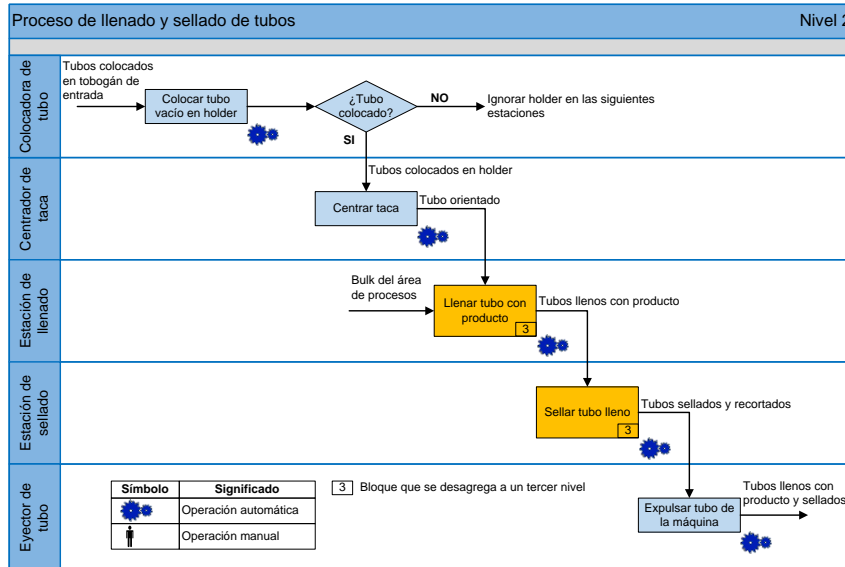 Proceso de llenado y sellado de tubos
Nivel 2
Colocadora de
tubo
Tubos colocados
en tobogán de
entrada
Colocar tubo
vacío en holder
¿Tubo
colocado?
NO
Ignorar holder en las siguientes
estaciones
SI
Tubos colocados en holder
Centrador de
taca
Centrar taca
Tubo orientado
Estación de
llenado
Bulk del área
de procesos
Llenar tubo con
producto
3
Tubos llenos con producto
Estación de
sellado
Sellar tubo lleno
3
Tubos sellados y recortados
Eyector de
tubo
Símbolo
Significado
Operación automática
Operación manual
3
Bloque que se desagrega a un tercer nivel
Expulsar tubo de
la máquina
Tubos llenos con
producto y sellados